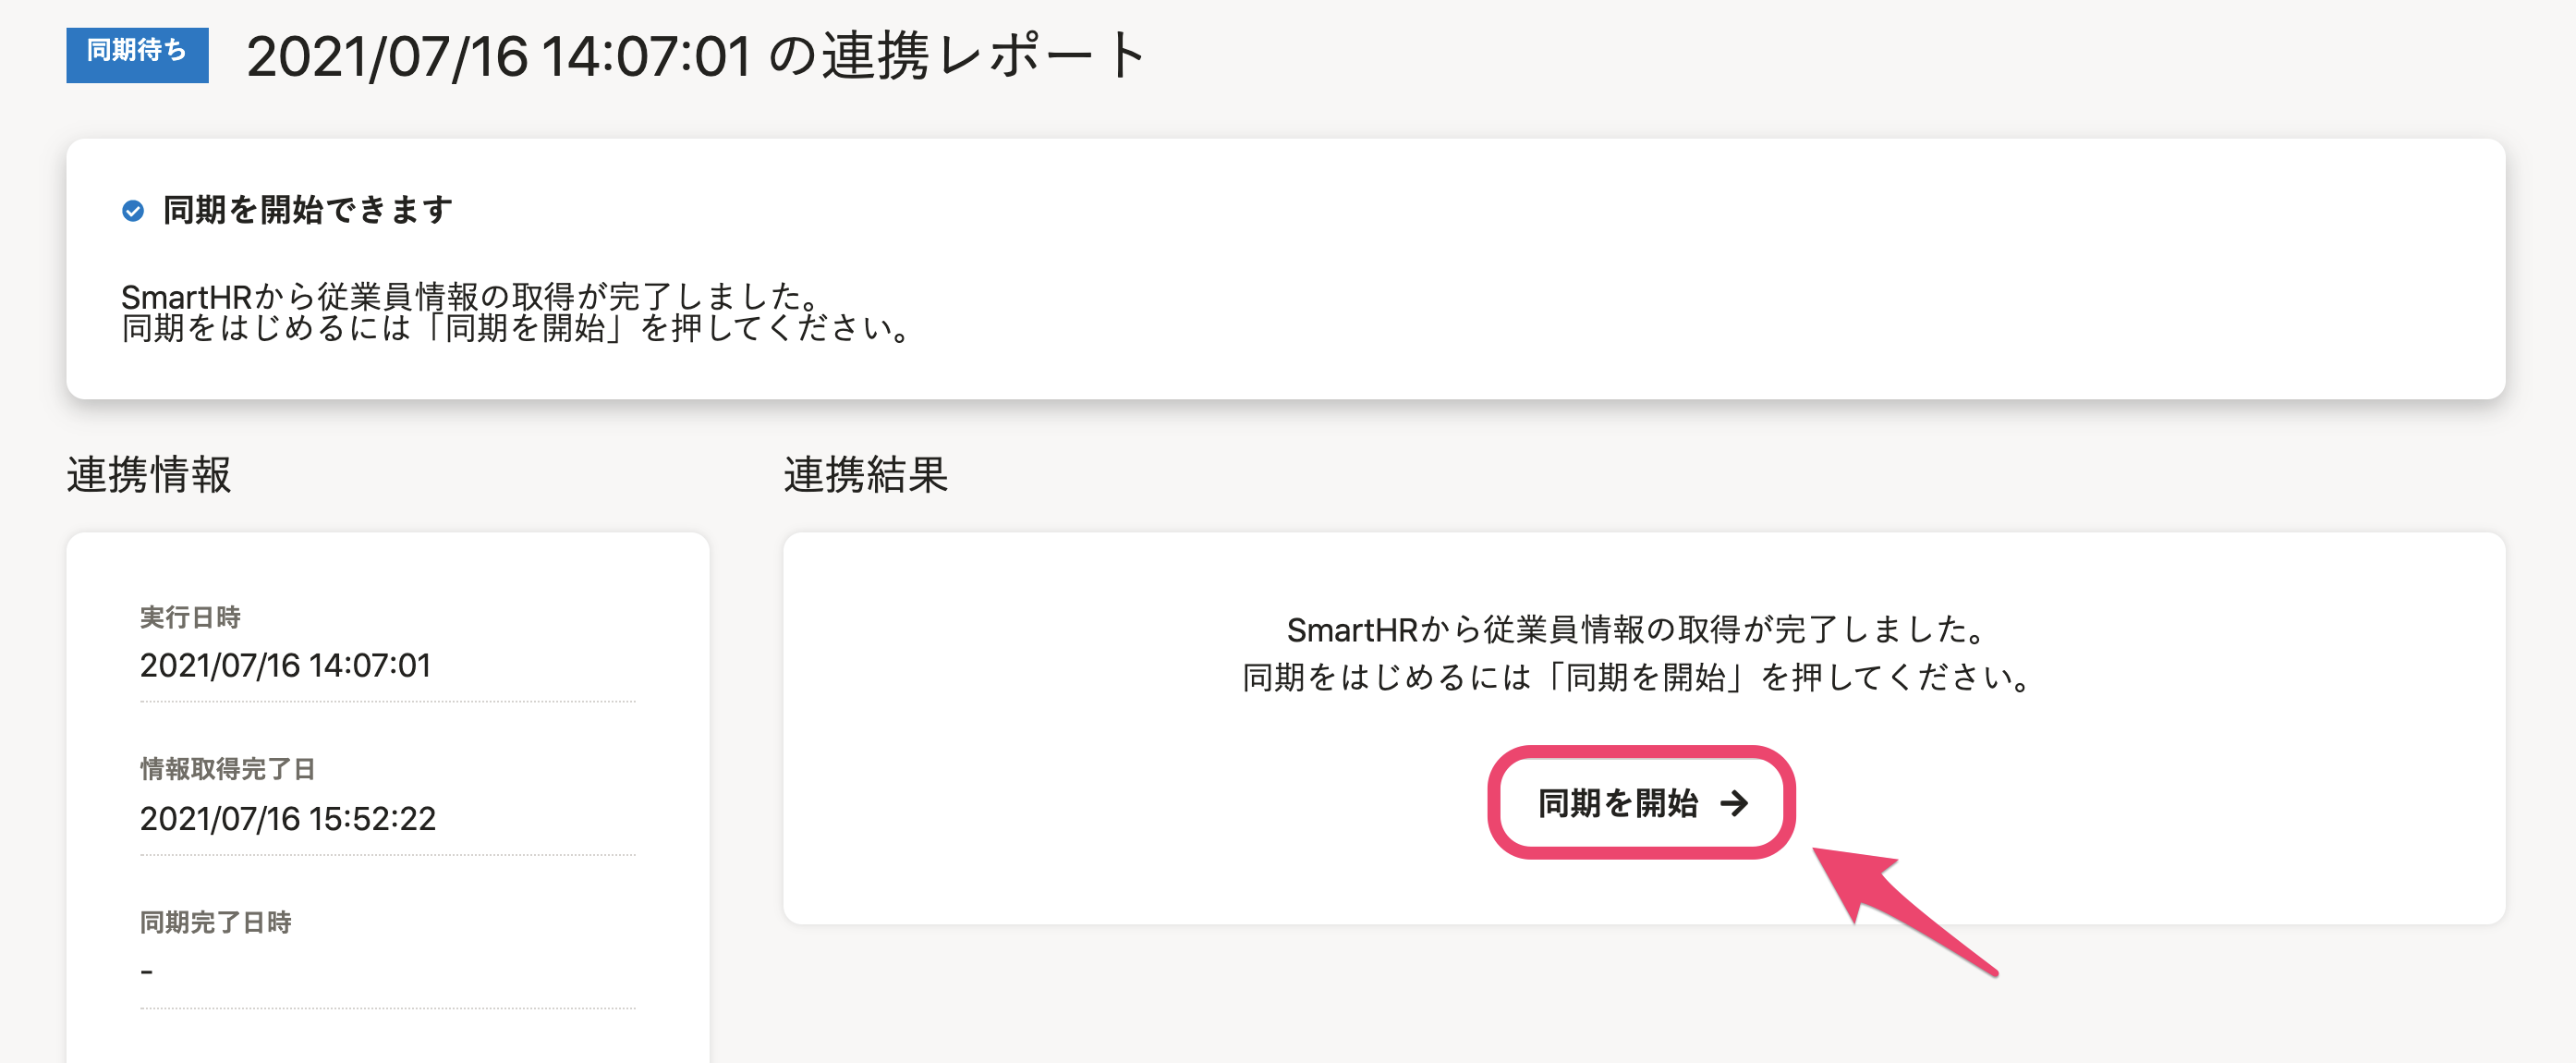 同期待ち
2021/07/16 14:07:01 の連携レポート
同期を開始できます
SmartHRから従業員情報の取得が完了しました。
同期をはじめるには「同期を開始」を押してください。
連携情報
実行日時
2021/07/16 14:07:01
情報取得完了日
2021/07/16 15:52:22
同期完了日時
-
連携結果
SmartHRから従業員情報の取得が完了しました。
同期をはじめるには「同期を開始」を押してください。
同期を開始 →